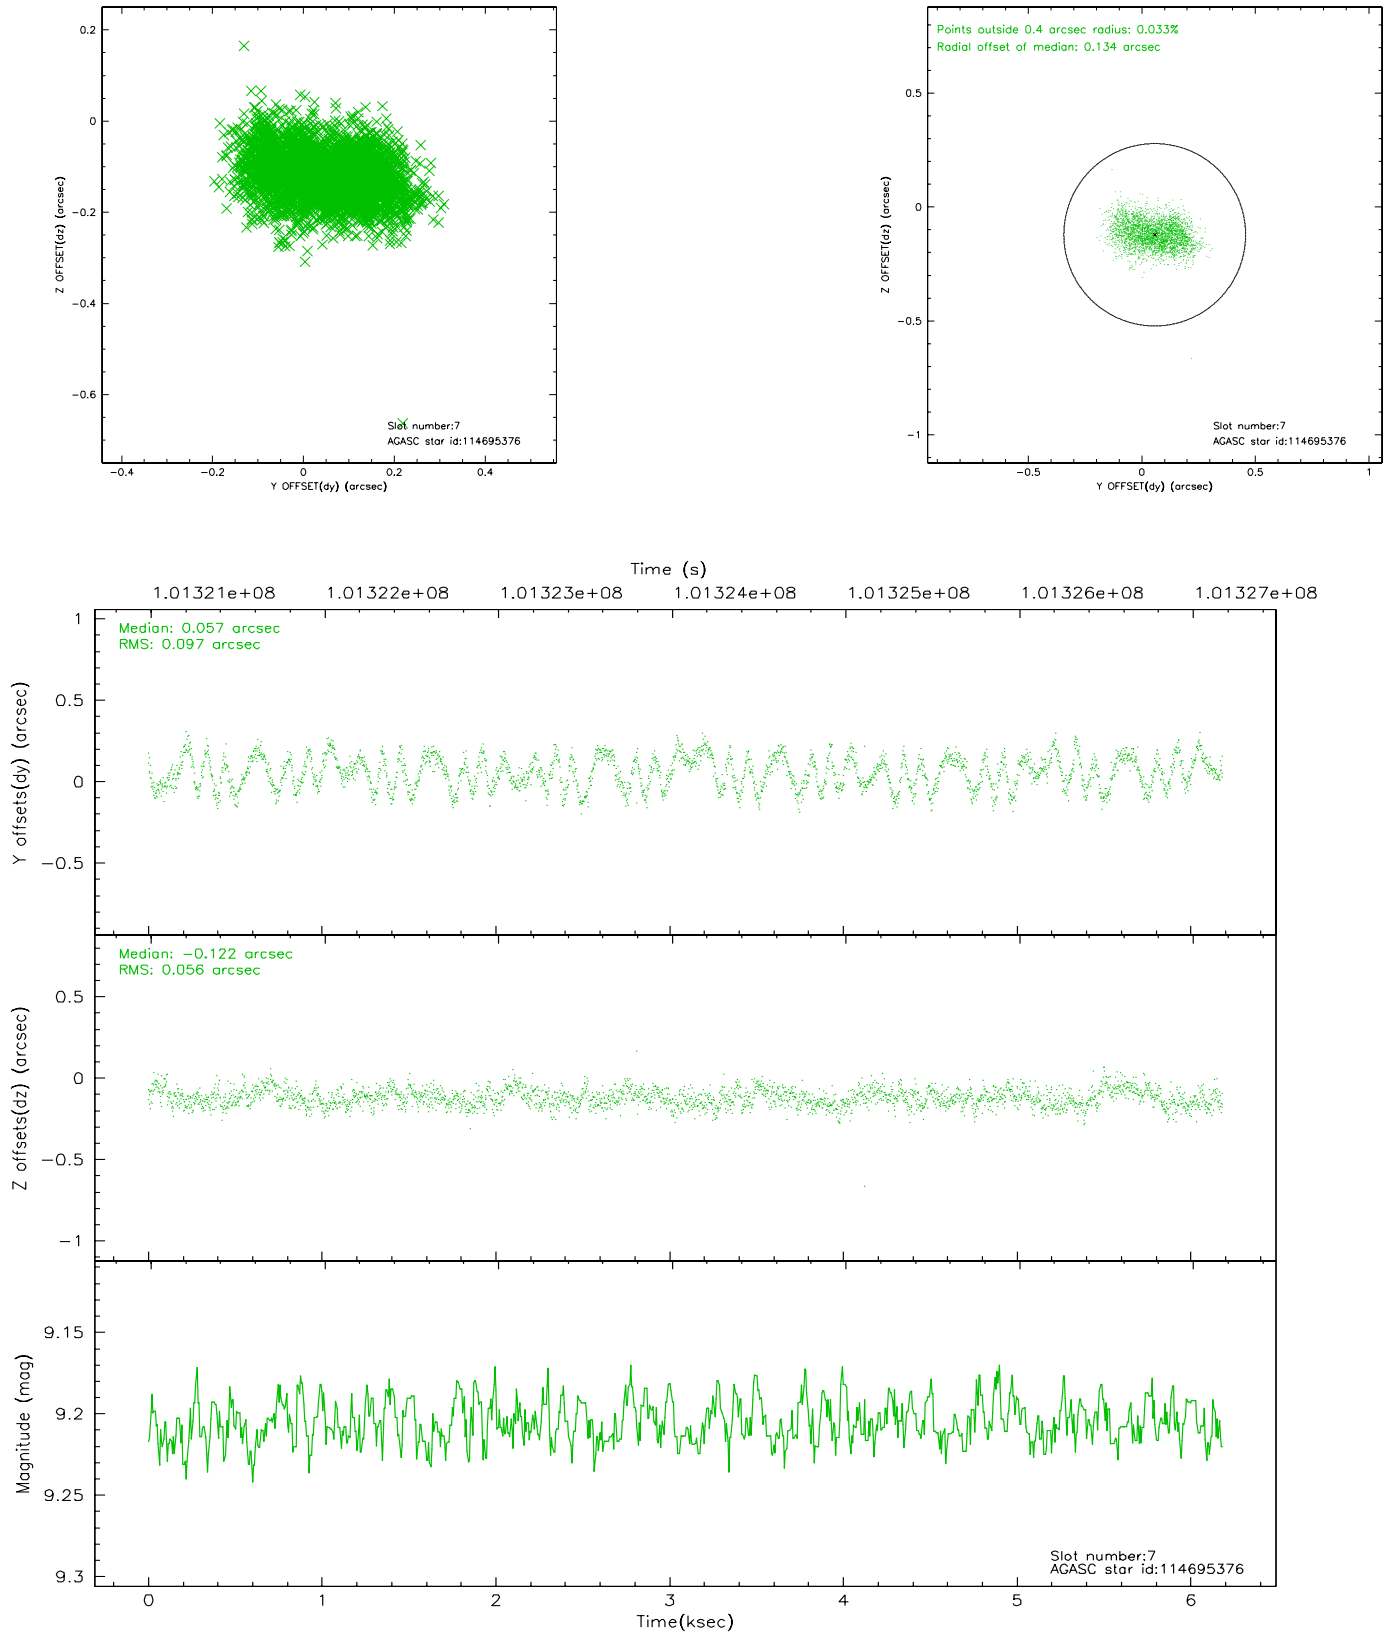 0.2
0
−0.2
−0.4
−0.6
Z OFFSET(dz) (arcsec)
Slot number:7
AGASC star id:114695376
−0.4 −0.2 0 0.2 0.4
Y OFFSET(dy) (arcsec)
Points outside 0.4 arcsec radius: 0.033%
Radial offset of median: 0.134 arcsec
0.5
0
−0.5
−1
Z OFFSET(dz) (arcsec)
Slot number:7
AGASC star id:114695376
−0.5 0 0.5 1
Y OFFSET(dy) (arcsec)
Time (s)
1.01321e+08 1.01322e+08 1.01323e+08 1.01324e+08 1.01325e+08 1.01326e+08 1.01327e+08
Median: 0.057 arcsec
RMS: 0.097 arcsec
1
0.5
0
−0.5
Y offsets(dy) (arcsec)
Median: −0.122 arcsec
RMS: 0.056 arcsec
0.5
0
−0.5
−1
Z offsets(dz) (arcsec)
9.15
9.2
9.25
9.3
Magnitude (mag)
Slot number:7
AGASC star id:114695376
0 1 2 3 4 5 6
Time(ksec)